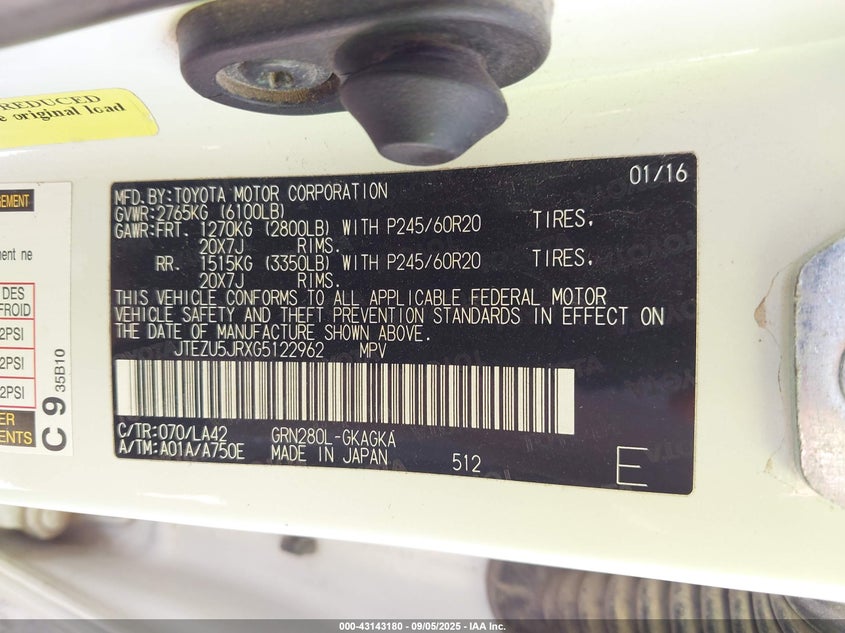 REDUCED
e original load
GEMENT
ment ne
DES
FROID
2PSI
2PSI
2PSI
ER
ENTS
C 9 35B10
01/16
MFD. BY: TOYOTA MOTOR CORPORATION
GVWR: 2765KG (6100LB)
GAWR: FRT. 1270KG (2800LB) WITH P245/60R20 TIRES,
20X7J RIMS.
RR. 1515KG (3350LB) WITH P245/60R20 TIRES,
20X7J RIMS.
THIS VEHICLE CONFORMS TO ALL APPLICABLE FEDERAL MOTOR
VEHICLE SAFETY AND THEFT PREVENTION STANDARDS IN EFFECT ON
THE DATE OF MANUFACTURE SHOWN ABOVE.
JTEZU5JRXG5122962 MPV
C/TR: 070/LA42 GRN280L-GKAGKA
A/TM: A01A/A750E MADE IN JAPAN 512 E
000-43143180 - 09/05/2025 - IAA Inc.